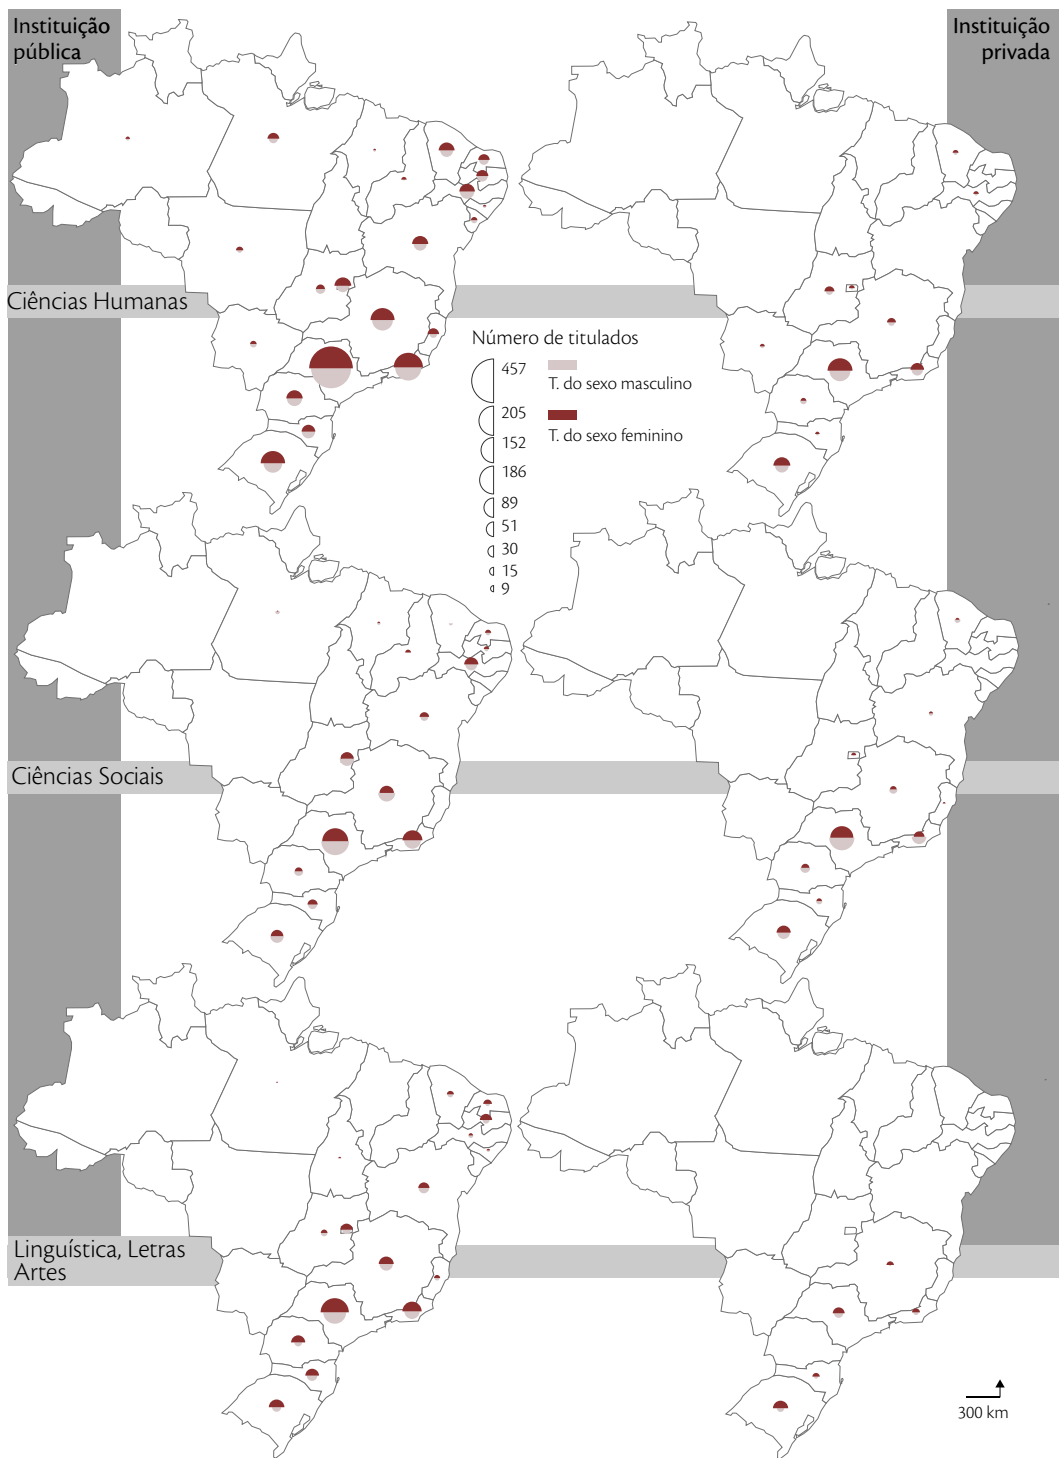 Instituição
pública
Instituição
privada
Ciências Humanas
Número de titulados
457
205
152
186
89
51
30
15
9
T. do sexo masculino
T. do sexo feminino
Ciências Sociais
Linguística, Letras
Artes
300 km